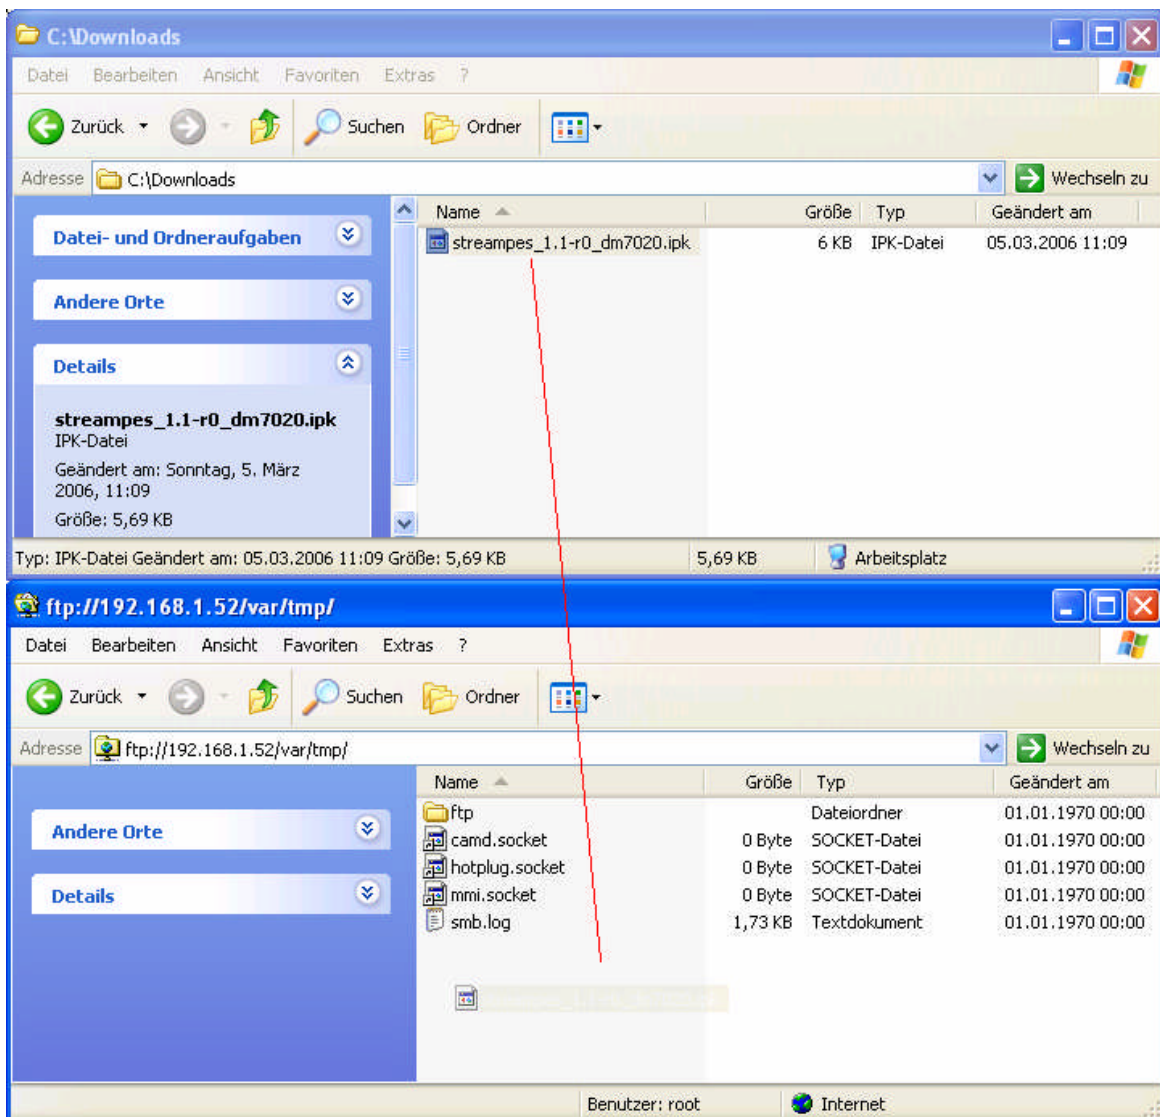 C:\Downloads
Datei Bearbeiten Ansicht Favoriten Extras ?
Zurück Suchen Ordner
Adresse C:\Downloads Wechseln zu
Name Größe Typ Geändert am
Datei- und Ordneraufgaben
streampes_1.1-r0_dm7020.ipk 6 KB IPK-Datei 05.03.2006 11:09
Andere Orte
Details
streampes_1.1-r0_dm7020.ipk
IPK-Datei
Geändert am: Sonntag, 5. März
2006, 11:09
Größe: 5,69 KB
Typ: IPK-Datei Geändert am: 05.03.2006 11:09 Größe: 5,69 KB 5,69 KB Arbeitsplatz
ftp://192.168.1.52/var/tmp/
Datei Bearbeiten Ansicht Favoriten Extras ?
Zurück Suchen Ordner
Adresse ftp://192.168.1.52/var/tmp/ Wechseln zu
Name Größe Typ Geändert am
ftp Dateiordner 01.01.1970 00:00
camd.socket 0 Byte SOCKET-Datei 01.01.1970 00:00
hotplug.socket 0 Byte SOCKET-Datei 01.01.1970 00:00
mmi.socket 0 Byte SOCKET-Datei 01.01.1970 00:00
smb.log 1,73 KB Textdokument 01.01.1970 00:00
Andere Orte
Details
Benutzer: root Internet